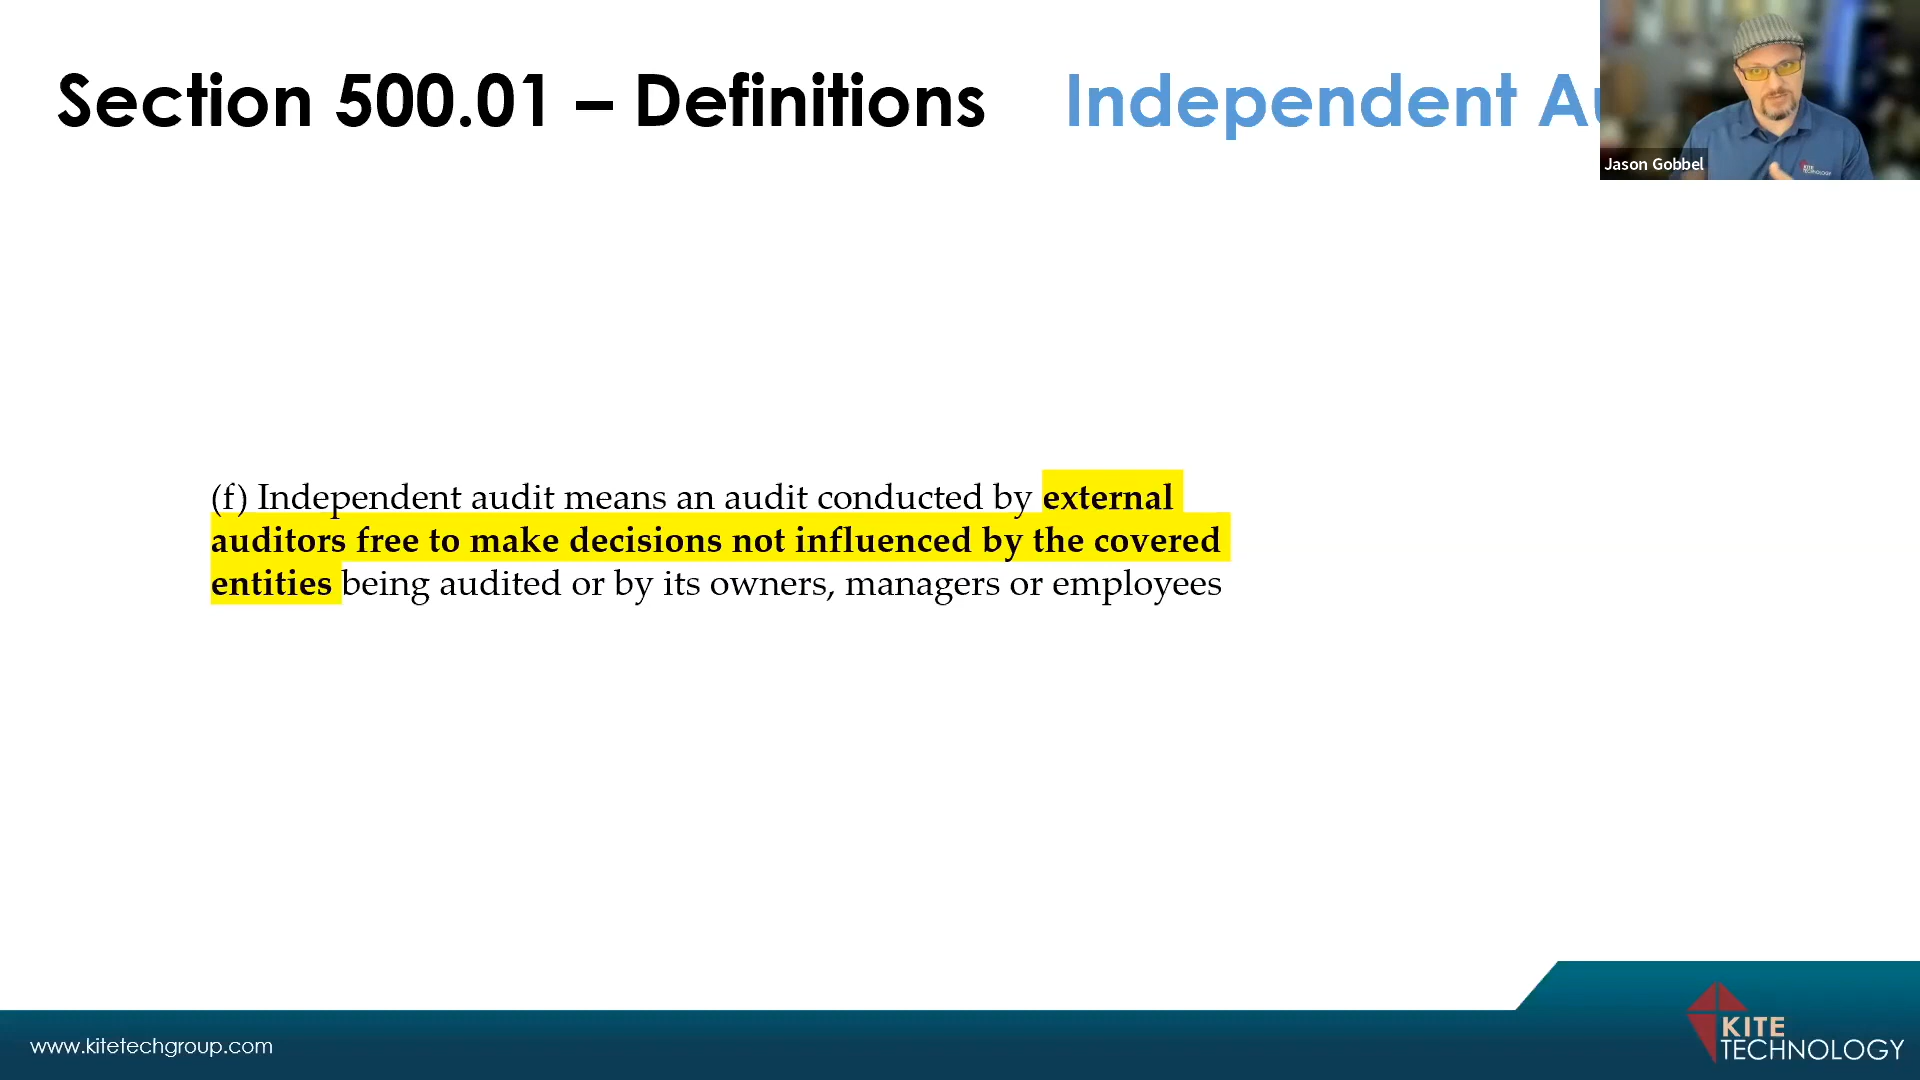 Section 500.01 – Definitions Independent
Jason Gobbel
KITE
TECHNOLOGY
(f) Independent audit means an audit conducted by external
auditors free to make decisions not influenced by the covered
entities being audited or by its owners, managers or employees
www.kitetechgroup.com
KITE
TECHNOLOGY